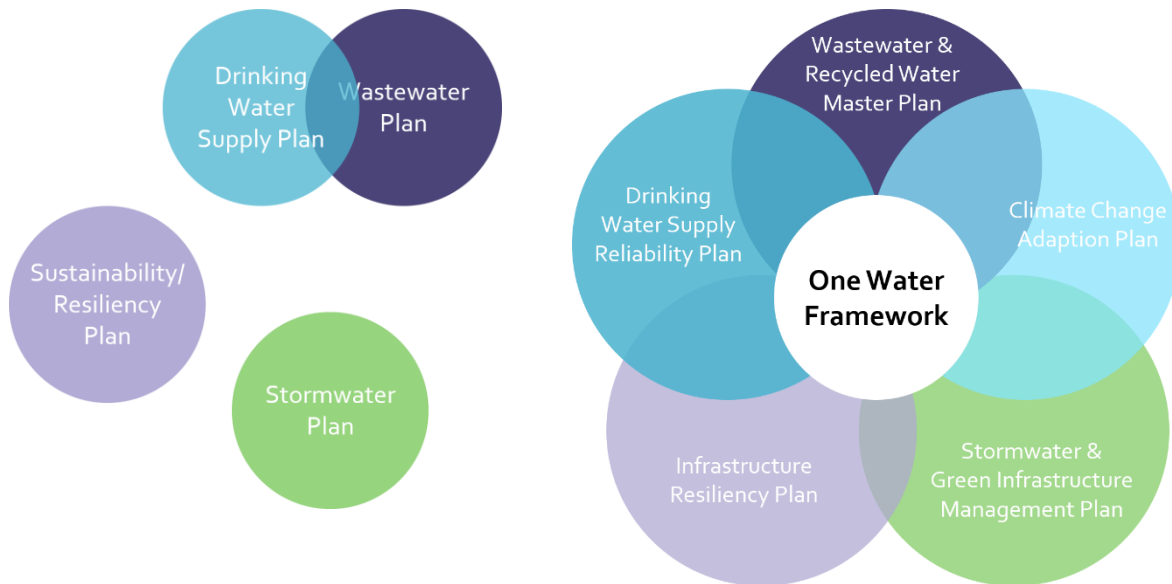 Drinking
Water
Supply Plan
Wastewater
Plan
Sustainability/
Resiliency
Plan
Stormwater
Plan
Wastewater &
Recycled Water
Master Plan
Drinking
Water Supply
Reliability Plan
Climate Change
Adaption Plan
One Water
Framework
Infrastructure
Resiliency Plan
Stormwater &
Green Infrastructure
Management Plan